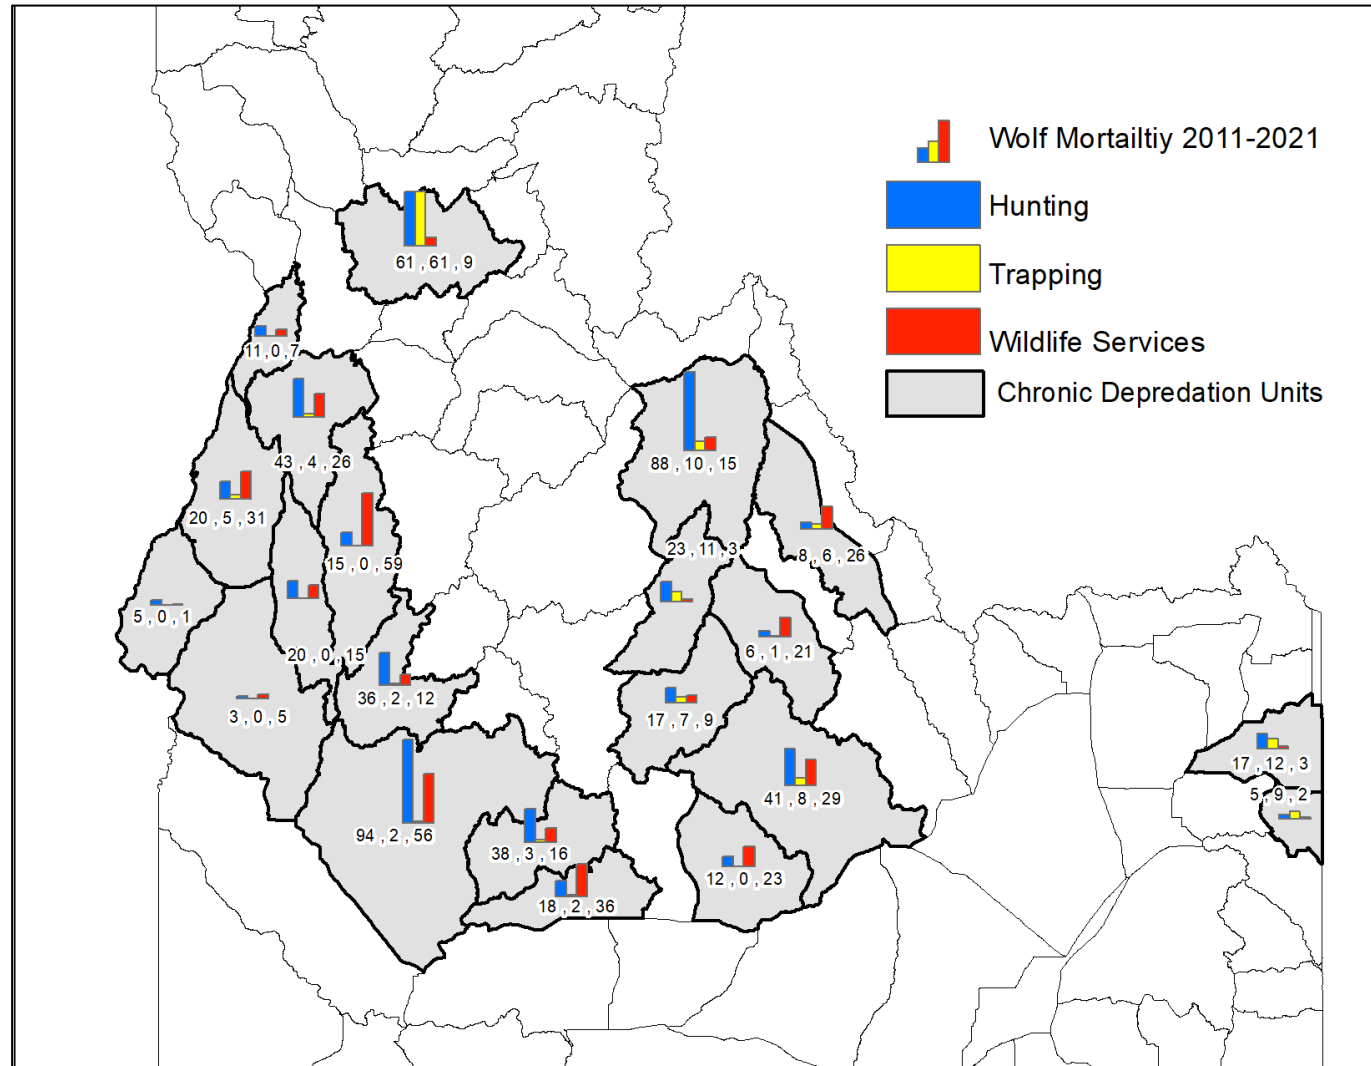 Wolf Mortailtiy 2011-2021
Hunting
Trapping
Wildlife Services
Chronic Depredation Units
61 , 61 , 9
11 , 0 , 7
43 , 4 , 26
88 , 10 , 15
20 , 5 , 31
15 , 0 , 59
23 , 11 , 3
8 , 6 , 26
5 , 0 , 1
20 , 0 , 15
6 , 1 , 21
36 , 2 , 12
3 , 0 , 5
17 , 7 , 9
17 , 12 , 3
5 , 9 , 2
41 , 8 , 29
94 , 2 , 56
38 , 3 , 16
12 , 0 , 23
18 , 2 , 36